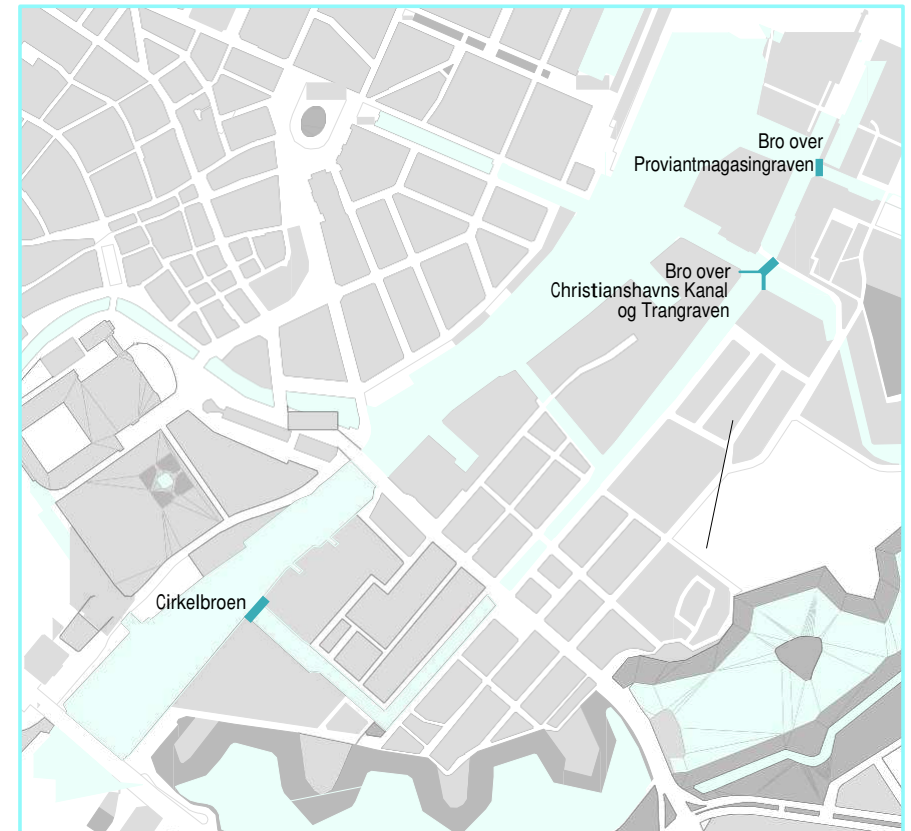 Bro over
Proviantmagasingraven
Bro over
Christianshavns Kanal
og Trangraven
Cirkelbroen